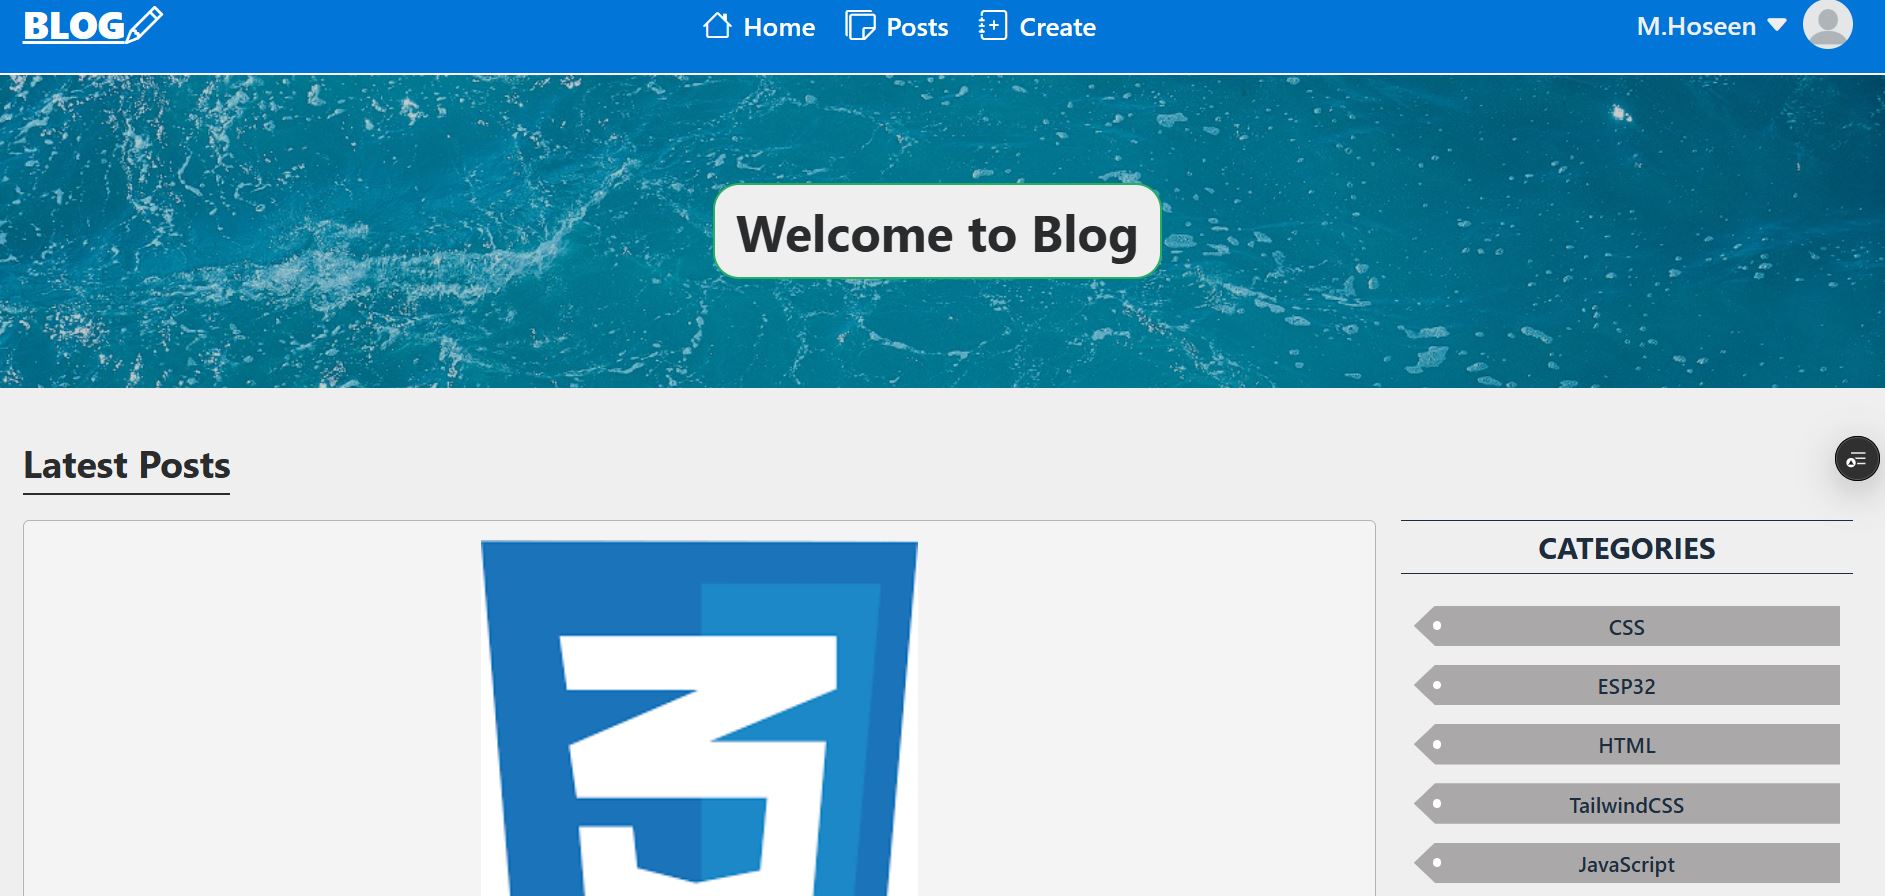 BLOG
Home
Posts
Create
M.Hoseen
Welcome to Blog
Latest Posts
CATEGORIES
CSS
ESP32
HTML
TailwindCSS
JavaScript